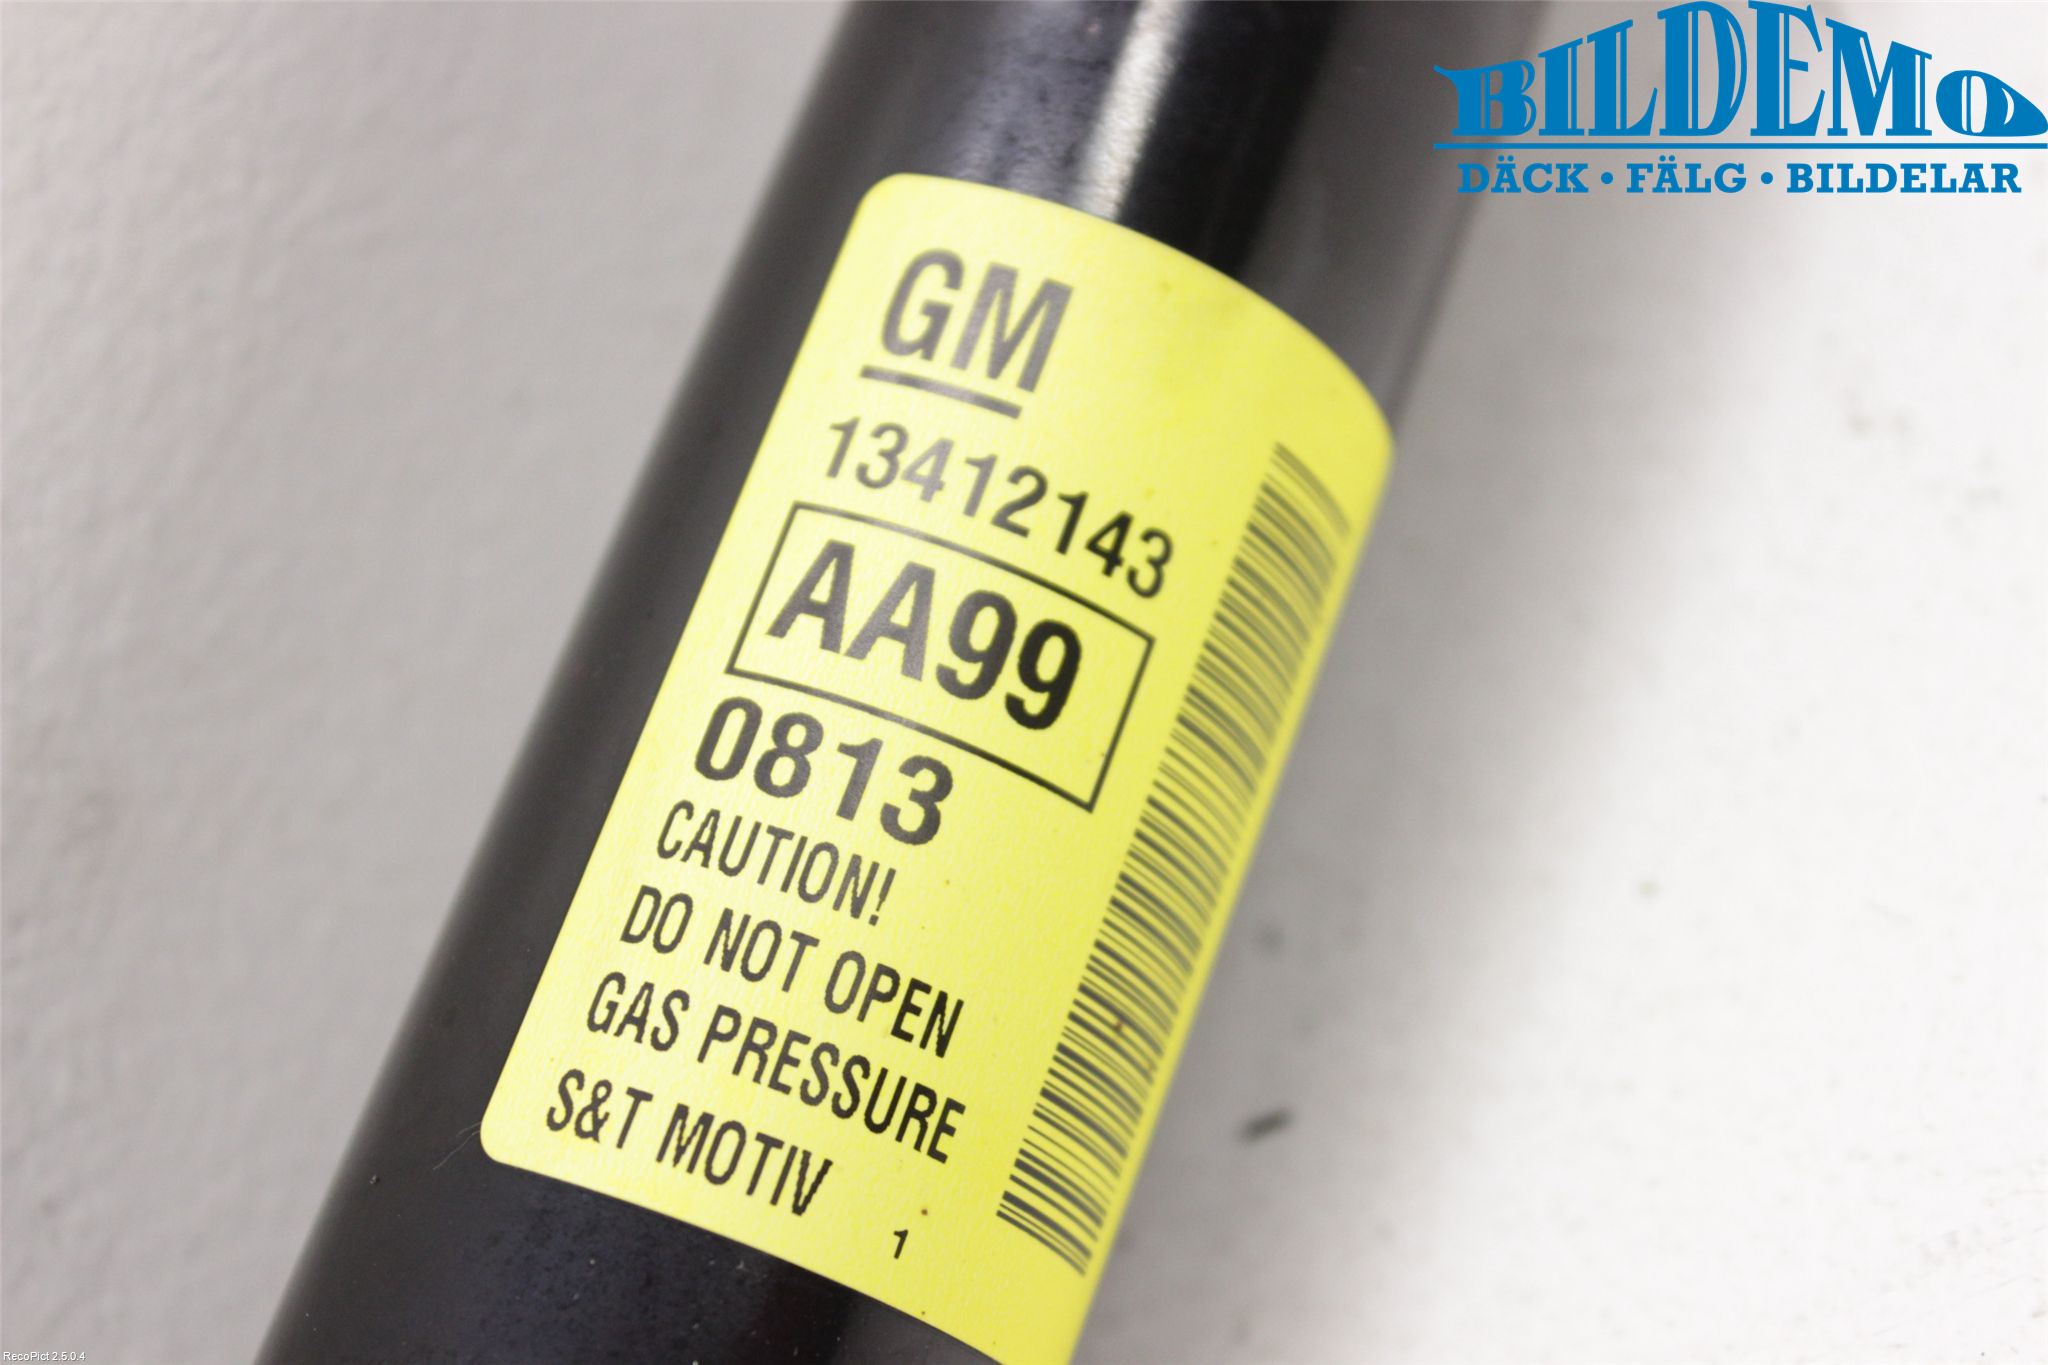 BILDEMO
DÄCK • FÄLG • BILDELAR
GM
13412143
AA99
0813
CAUTION!
DO NOT OPEN
GAS PRESSURE
S&T MOTIV
1
RecoPict 2.5.0.4